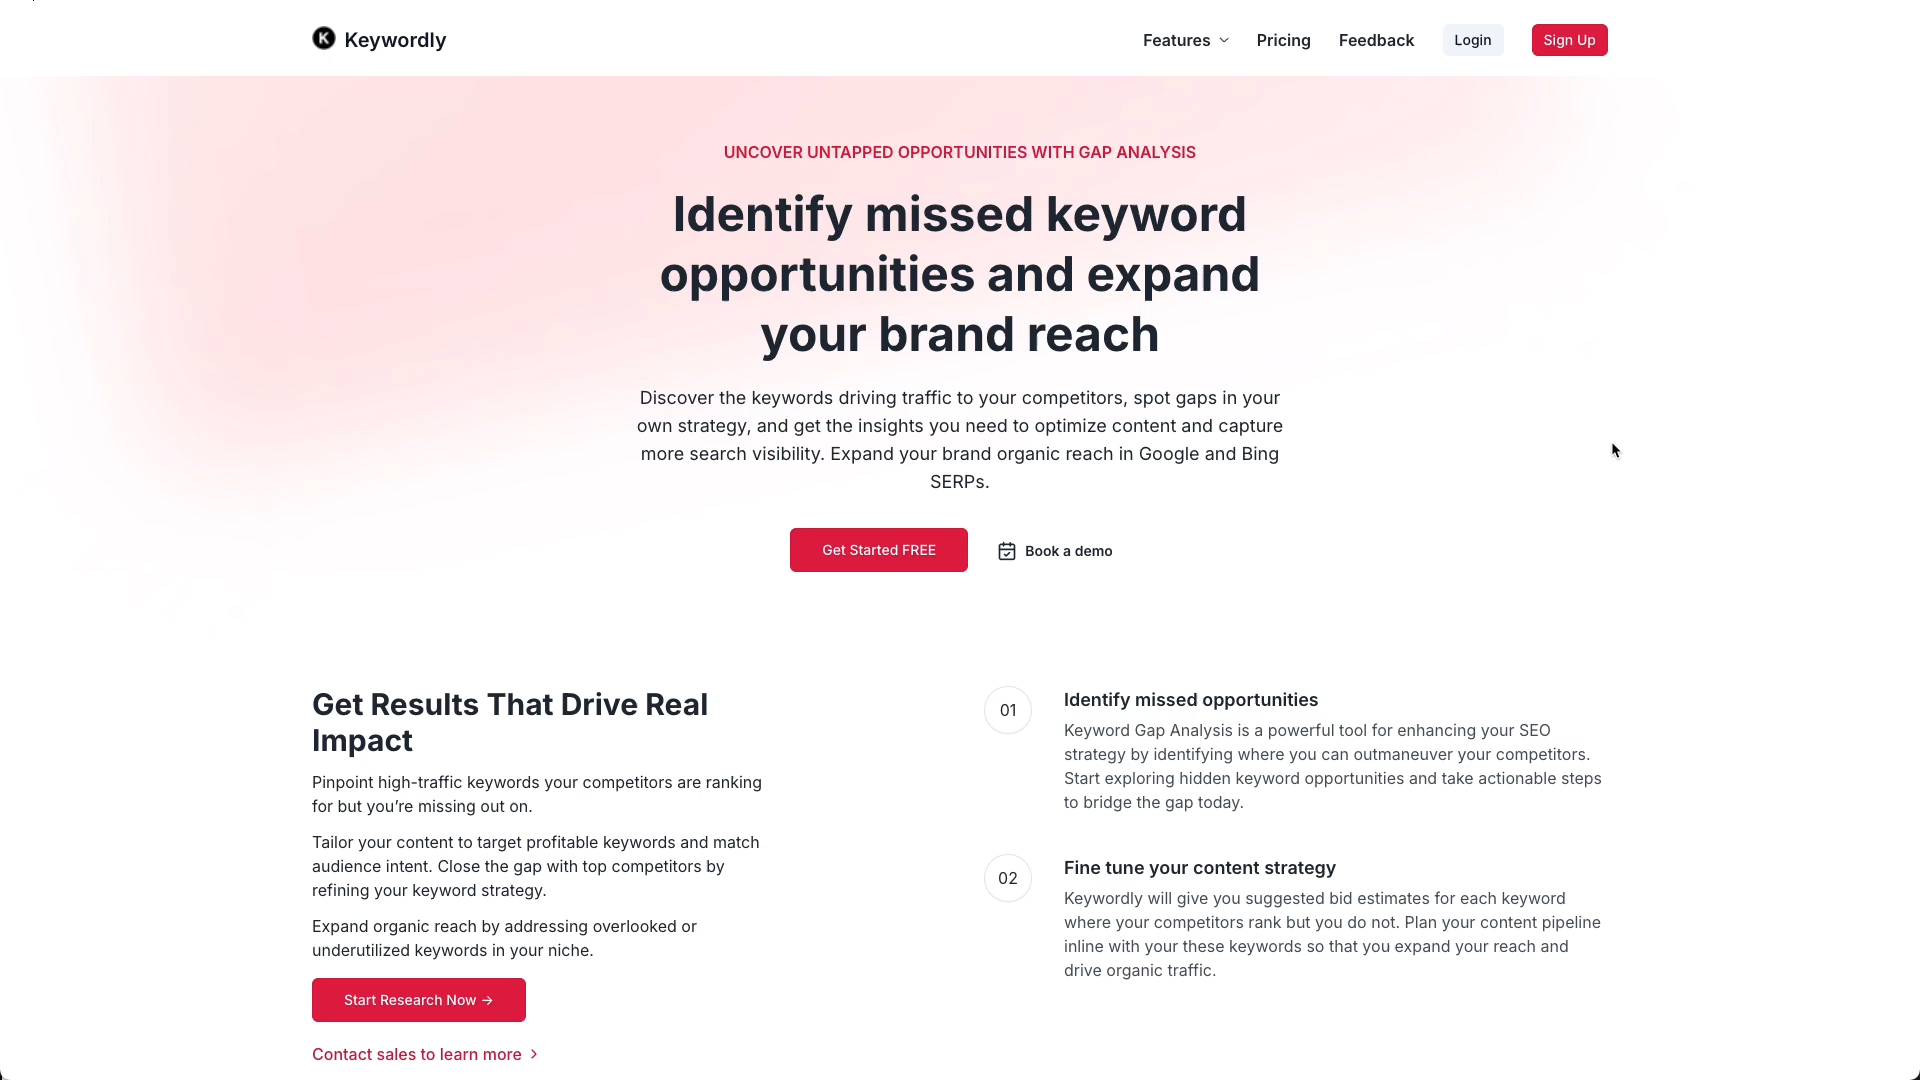 K Keywordly
Features
Pricing
Feedback
Login
Sign Up
UNCOVER UNTAPPED OPPORTUNITIES WITH GAP ANALYSIS
Identify missed keyword
opportunities and expand
your brand reach
Discover the keywords driving traffic to your competitors, spot gaps in your
own strategy, and get the insights you need to optimize content and capture
more search visibility. Expand your brand organic reach in Google and Bing
SERPs.
Get Started FREE
Book a demo
Get Results That Drive Real
Impact
Pinpoint high-traffic keywords your competitors are ranking
for but you’re missing out on.
Tailor your content to target profitable keywords and match
audience intent. Close the gap with top competitors by
refining your keyword strategy.
Expand organic reach by addressing overlooked or
underutilized keywords in your niche.
Start Research Now →
Contact sales to learn more
01
Identify missed opportunities
Keyword Gap Analysis is a powerful tool for enhancing your SEO
strategy by identifying where you can outmaneuver your competitors.
Start exploring hidden keyword opportunities and take actionable steps
to bridge the gap today.
02
Fine tune your content strategy
Keywordly will give you suggested bid estimates for each keyword
where your competitors rank but you do not. Plan your content pipeline
inline with your these keywords so that you expand your reach and
drive organic traffic.